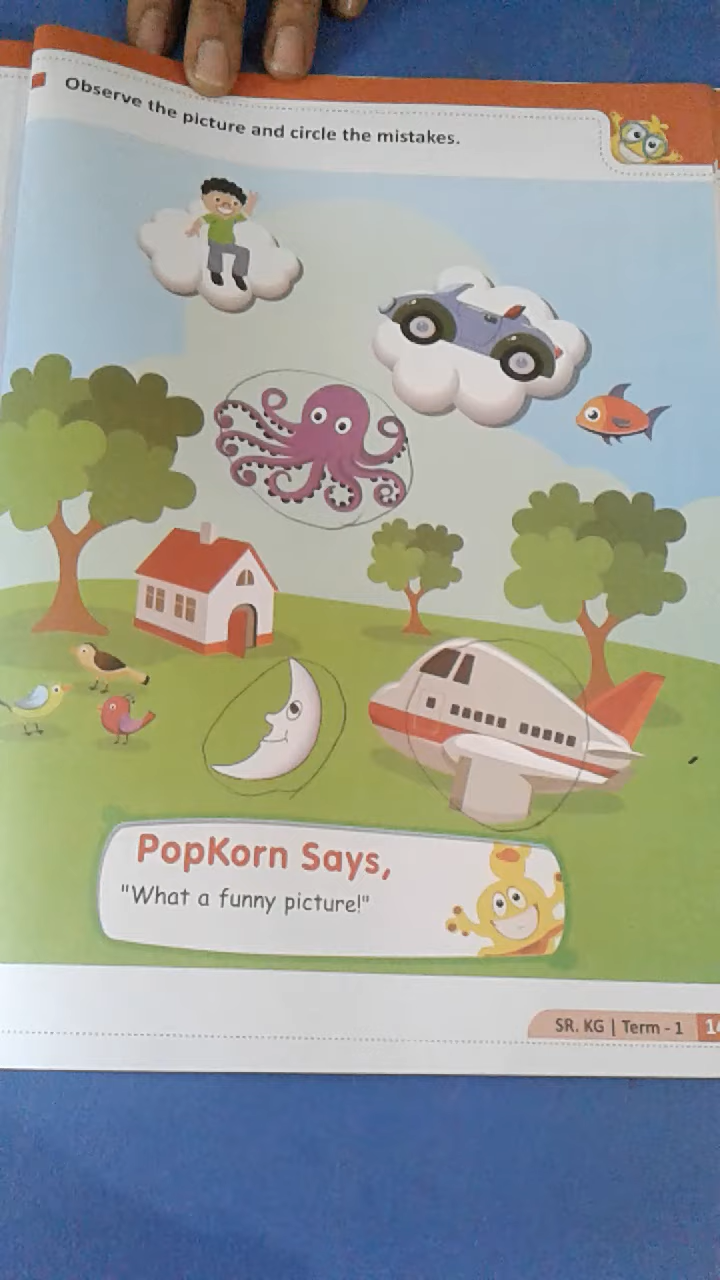 Observe the picture and circle the mistakes.
PopKorn Says,
"What a funny picture!"
SR. KG | Term - 1